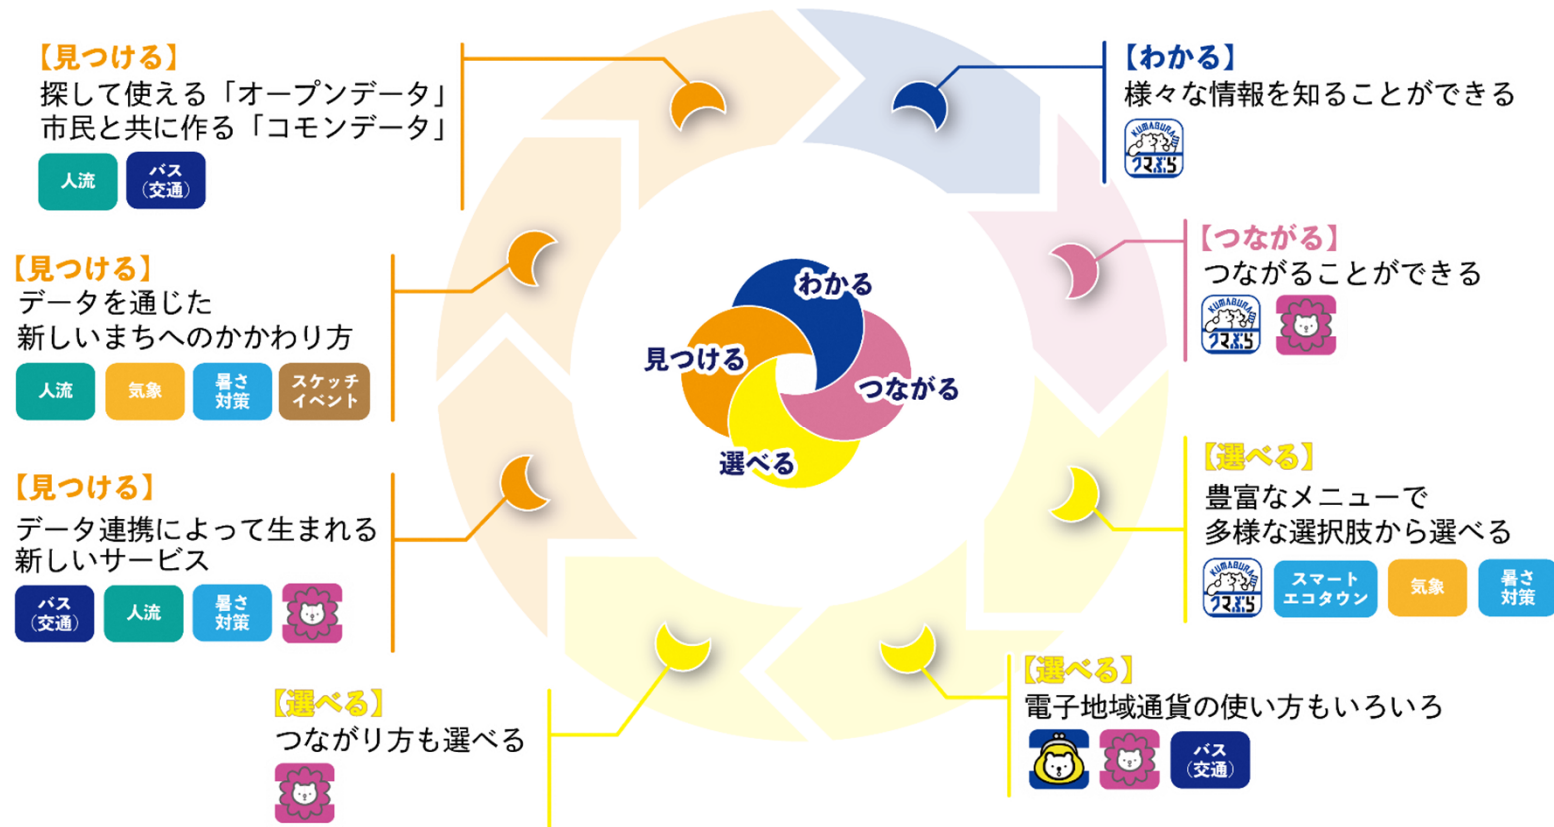 【見つける】
探して使える「オープンデータ」
市民と共に作る「コモンデータ」
人流
バス
（交通）
【見つける】
データを通じた
新しいまちへのかかわり方
人流
気象
暑さ
対策
スケッチ
イベント
【見つける】
データ連携によって生まれる
新しいサービス
バス
（交通）
人流
暑さ
対策
【選べる】
つながり方も選べる
わかる
見つける
つながる
選べる
【わかる】
様々な情報を知ることができる
KUMABURA
クマぶら
【つながる】
つながることができる
KUMABURA
クマぶら
【選べる】
豊富なメニューで
多様な選択肢から選べる
KUMABURA
クマぶら
スマート
エコタウン
気象
暑さ
対策
【選べる】
電子地域通貨の使い方もいろいろ
バス
（交通）